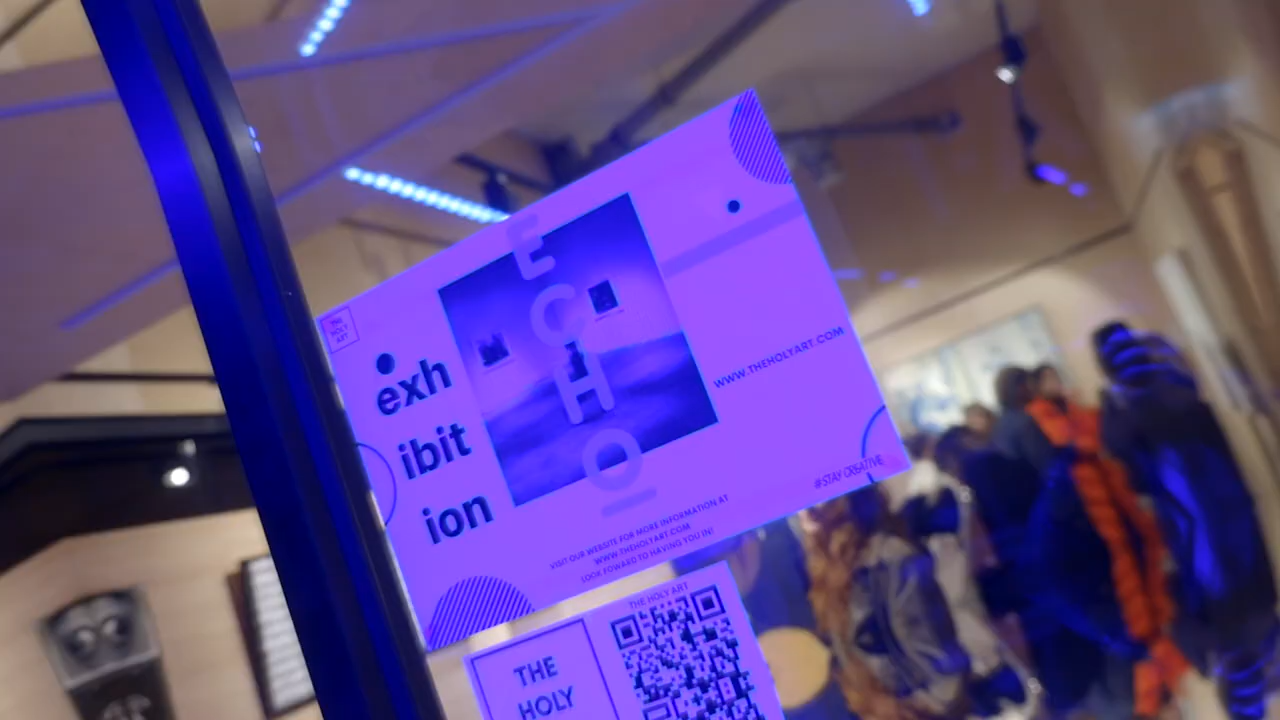 THE
HOLY
ART
exh
ibit
ion
ECHO
WWW.THEHOLYART.COM
#STAY CREATIVE
VISIT OUR WEBSITE FOR MORE INFORMATION AT
WWW.THEHOLYART.COM
LOOK FOWARD TO HAVING YOU IN!
THE HOLY ART
THE
HOLY